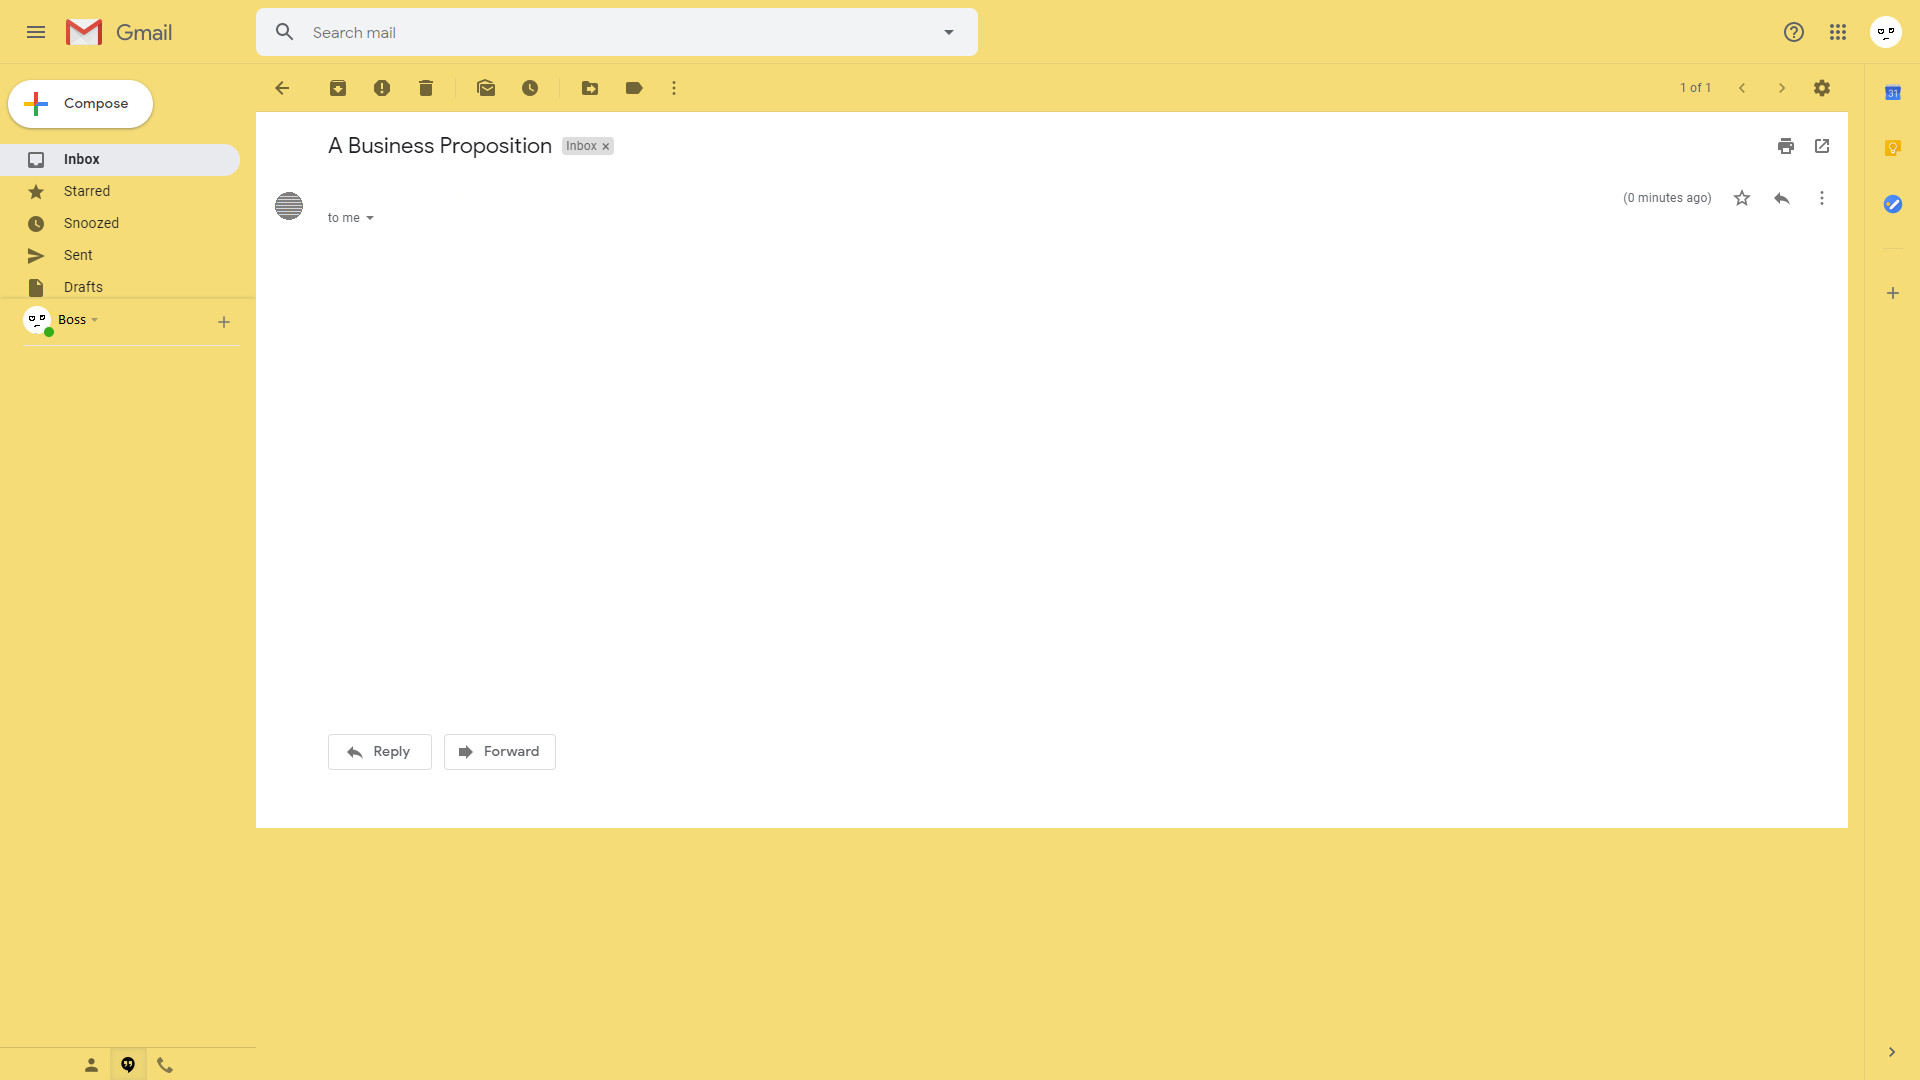 Gmail
Search mail
Compose
1 of 1
31
Inbox
Starred
Snoozed
Sent
Drafts
Boss
A Business Proposition
Inbox ×
(0 minutes ago)
to me
Reply
Forward